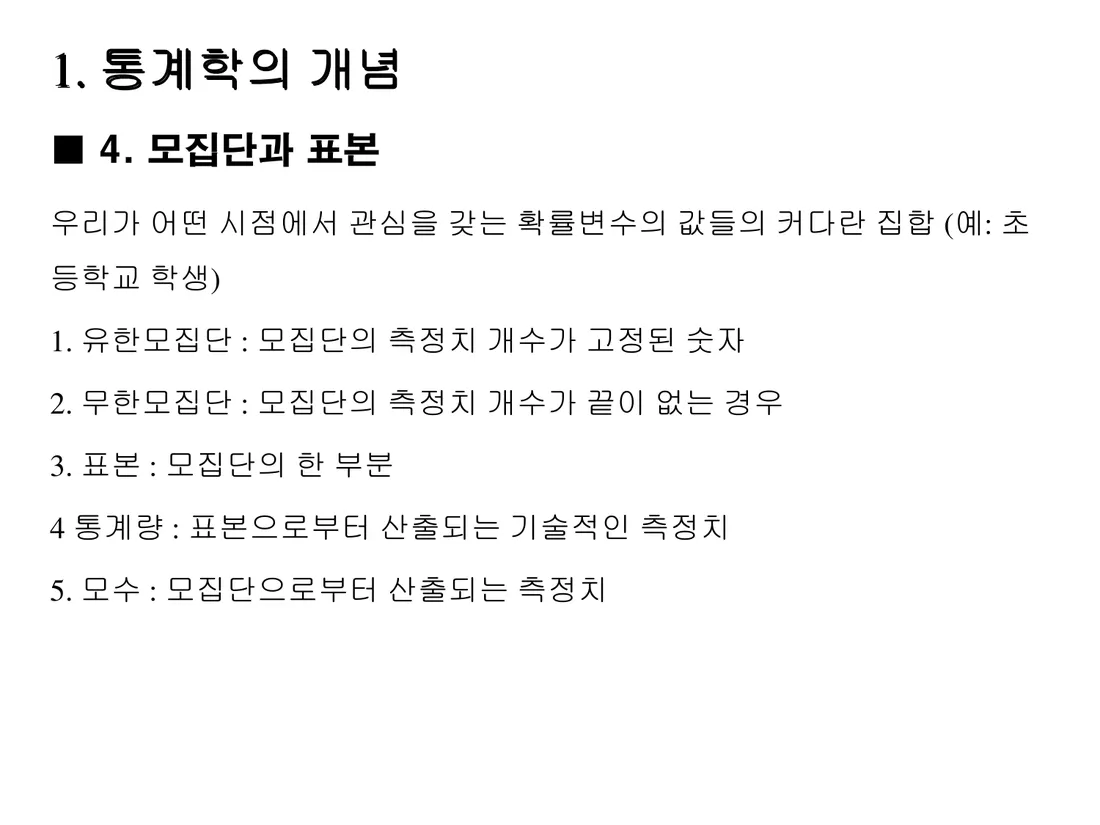 1. 통계학의 개념
■ 4. 모집단과 표본
우리가 어떤 시점에서 관심을 갖는 확률변수의 값들의 커다란 집합 (예: 초
등학교 학생)
1. 유한모집단 : 모집단의 측정치 개수가 고정된 숫자
2. 무한모집단 : 모집단의 측정치 개수가 끝이 없는 경우
3. 표본 : 모집단의 한 부분
4 통계량 : 표본으로부터 산출되는 기술적인 측정치
5. 모수 : 모집단으로부터 산출되는 측정치